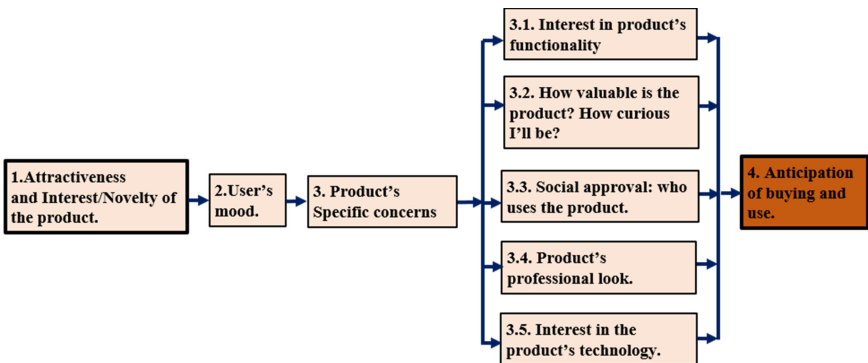 1.Attractiveness
and Interest/Novelty of
the product.
2.User's
mood.
3. Product's
Specific concerns
3.1. Interest in product's
functionality
3.2. How valuable is the
product? How curious
I'll be?
3.3. Social approval: who
uses the product.
3.4. Product's
professional look.
3.5. Interest in the
product's technology.
4. Anticipation
of buying and
use.